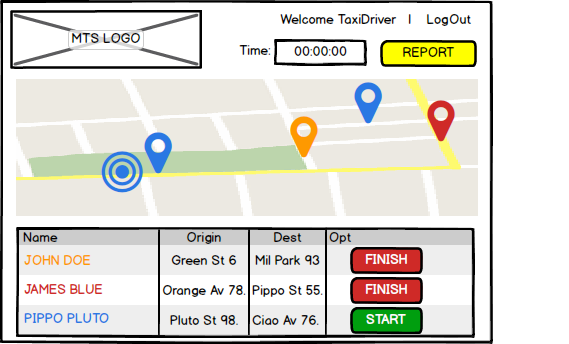 MTS LOGO
Welcome TaxiDriver | LogOut
Time: 00:00:00 REPORT
Name Origin Dest Opt
JOHN DOE Green St 6 Mil Park 93 FINISH
JAMES BLUE Orange Av 78. Pippo St 55. FINISH
PIPPO PLUTO Pluto St 98. Ciao Av 76. START